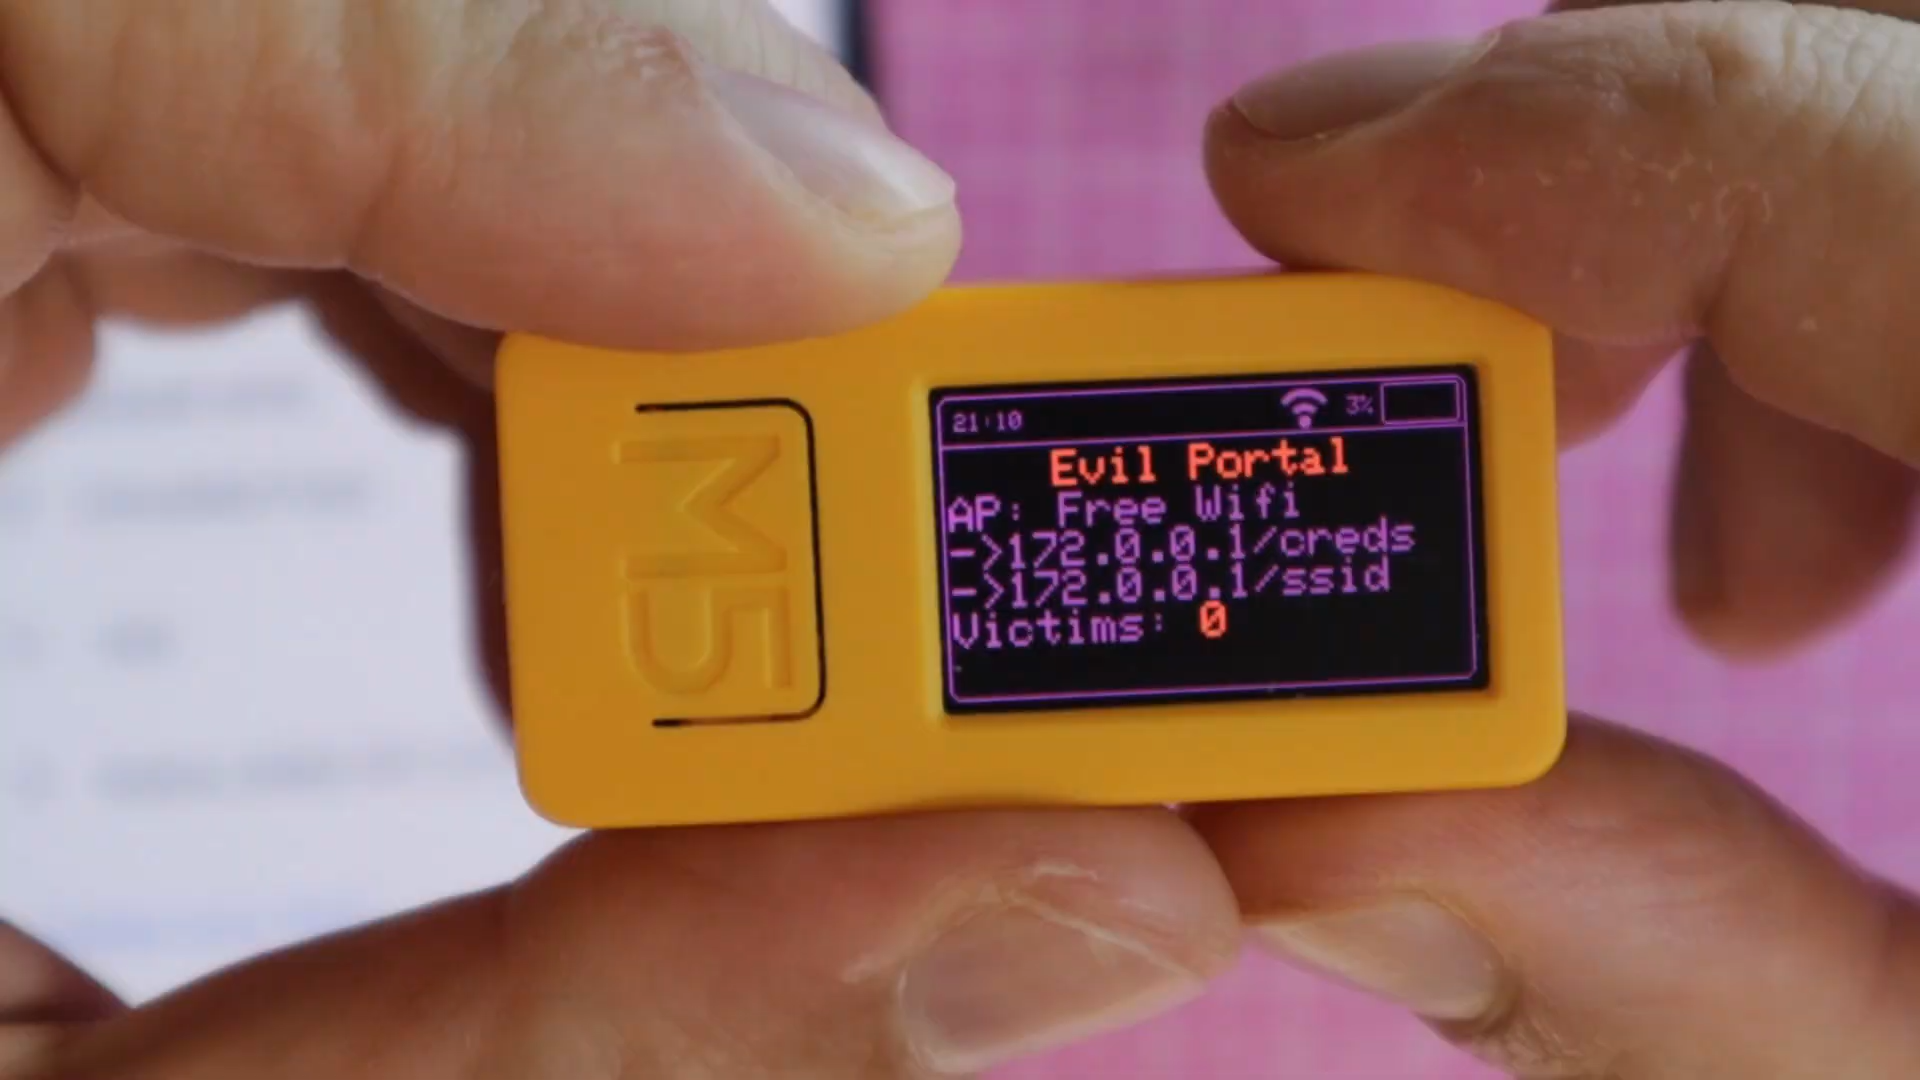 M5
21:10 3%
Evil Portal
AP: Free Wifi
->172.0.0.1/creds
->172.0.0.1/ssid
Victims: 0